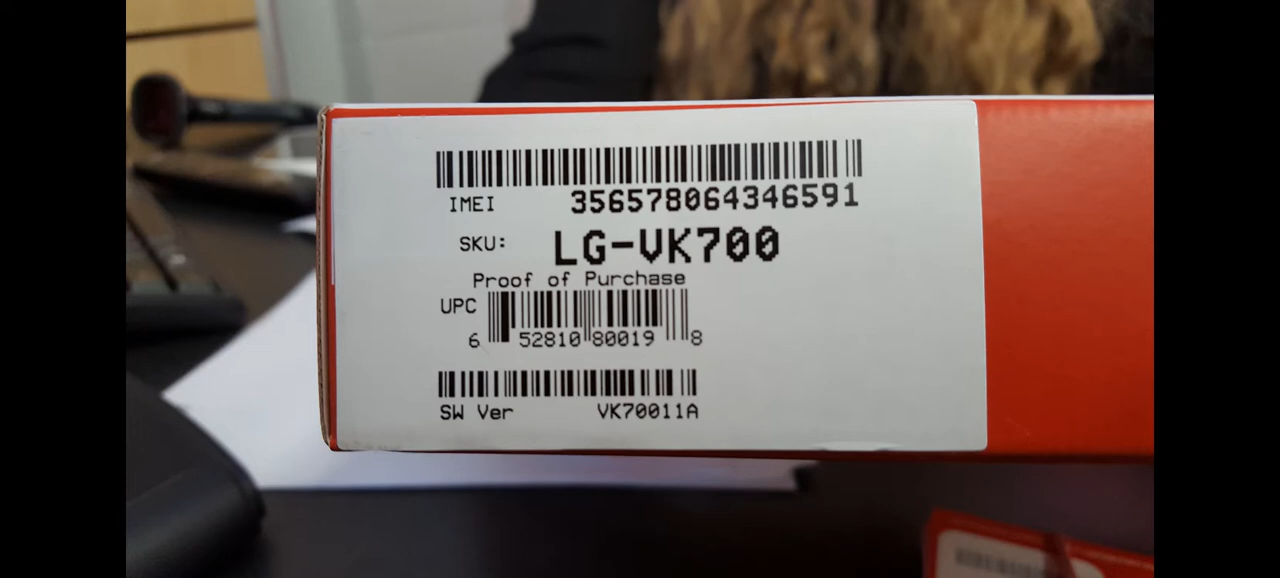 IMEI 356578064346591
SKU: LG-VK700
Proof of Purchase
UPC
6 52810 80019 8
SW Ver VK70011A